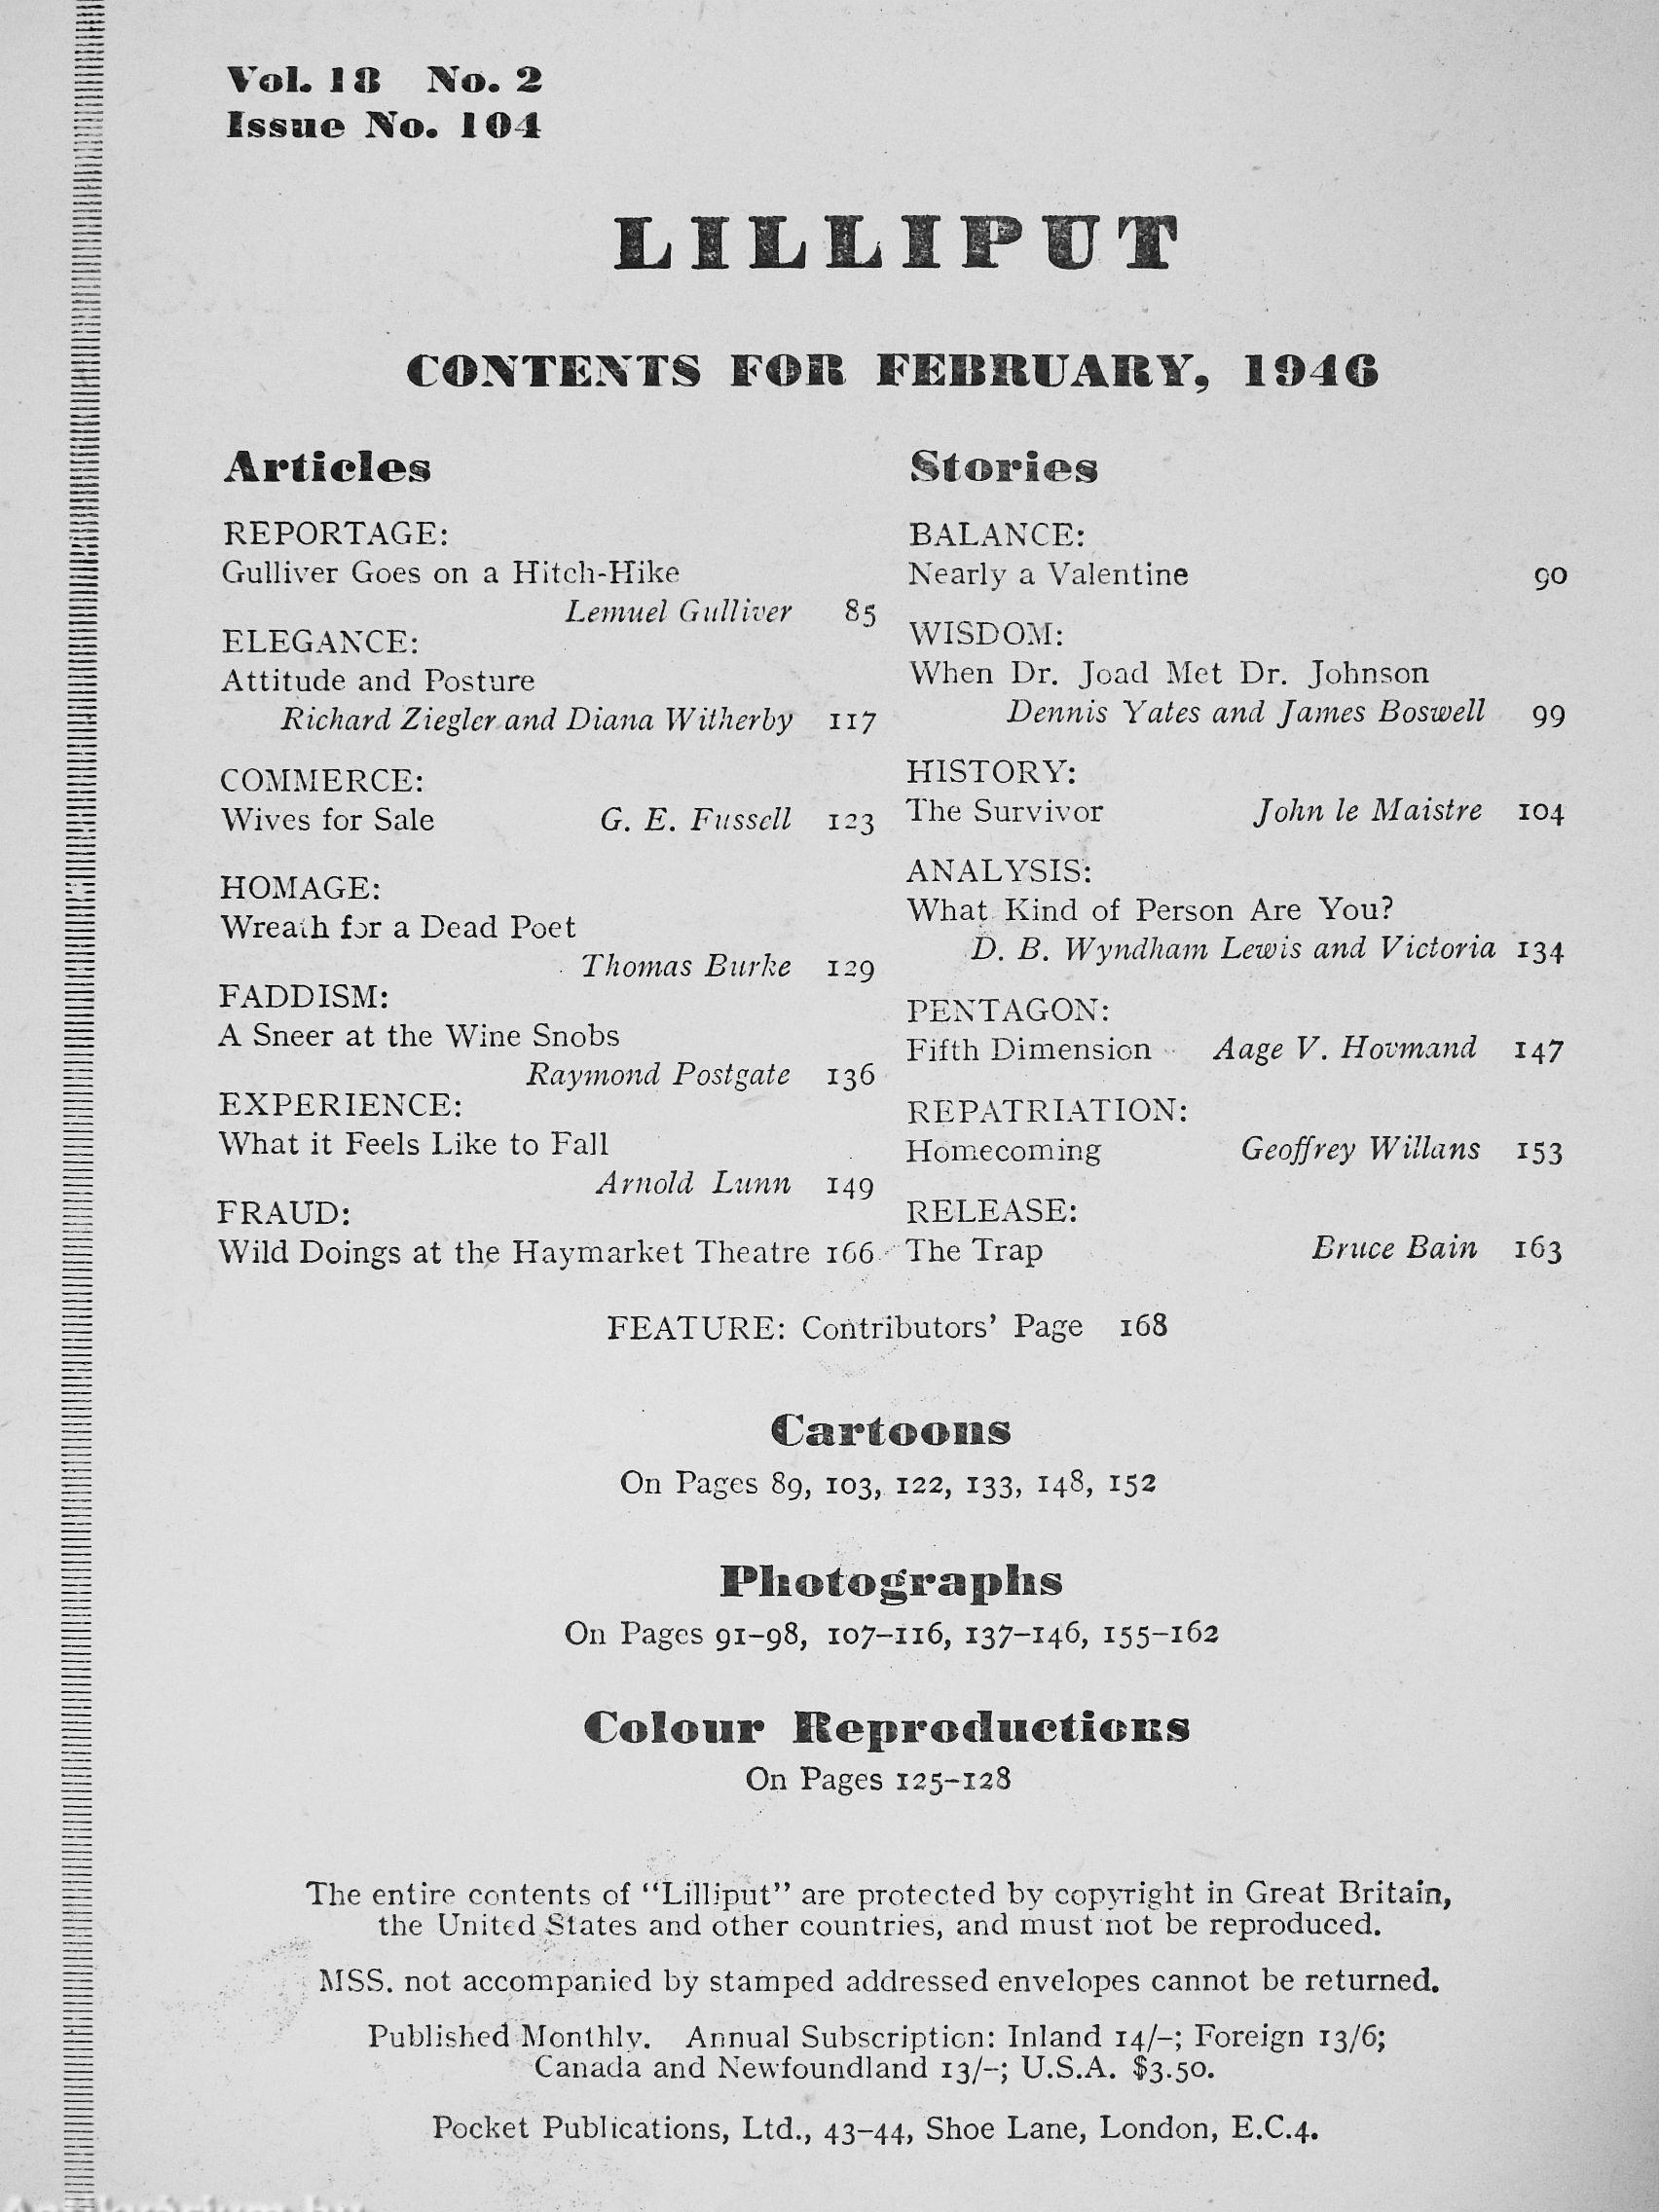 Vol. 18 No. 2
Issue No. 104
LILLIPUT
CONTENTS FOR FEBRUARY, 1946
Articles
REPORTAGE:
Gulliver Goes on a Hitch-Hike
Lemuel Gulliver 85
ELEGANCE:
Attitude and Posture
Richard Ziegler and Diana Witherby 117
COMMERCE:
Wives for Sale G. E. Fussell 123
HOMAGE:
Wreath for a Dead Poet
Thomas Burke 129
FADDISM:
A Sneer at the Wine Snobs
Raymond Postgate 136
EXPERIENCE:
What it Feels Like to Fall
Arnold Lunn 149
FRAUD:
Wild Doings at the Haymarket Theatre 166
Stories
BALANCE:
Nearly a Valentine 90
WISDOM:
When Dr. Joad Met Dr. Johnson
Dennis Yates and James Boswell 99
HISTORY:
The Survivor John le Maistre 104
ANALYSIS:
What Kind of Person Are You?
D. B. Wyndham Lewis and Victoria 134
PENTAGON:
Fifth Dimension Aage V. Hovmand 147
REPATRIATION:
Homecoming Geoffrey Willans 153
RELEASE:
The Trap Bruce Bain 163
FEATURE: Contributors' Page 168
Cartoons
On Pages 89, 103, 122, 133, 148, 152
Photographs
On Pages 91–98, 107–116, 137–146, 155–162
Colour Reproductions
On Pages 125–128
The entire contents of "Lilliput" are protected by copyright in Great Britain,
the United States and other countries, and must not be reproduced.
MSS. not accompanied by stamped addressed envelopes cannot be returned.
Published Monthly. Annual Subscription: Inland 14/–; Foreign 13/6;
Canada and Newfoundland 13/–; U.S.A. $3.50.
Pocket Publications, Ltd., 43–44, Shoe Lane, London, E.C.4.